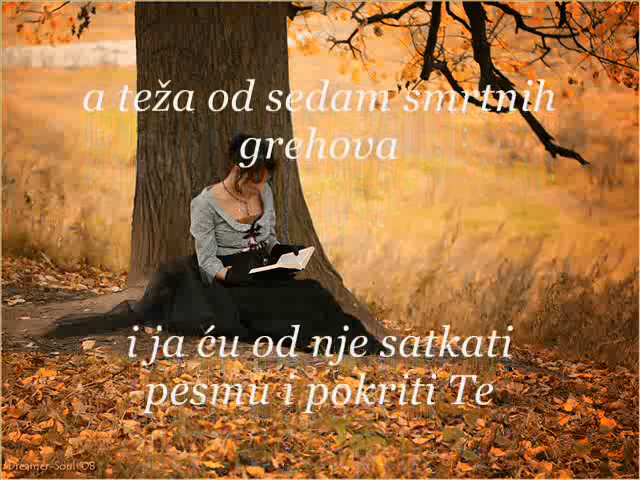 a teža od sedam smrtnih
grehova
i ja ću od nje satkati
pesmu i pokriti Te
Dreamer-Soul 08